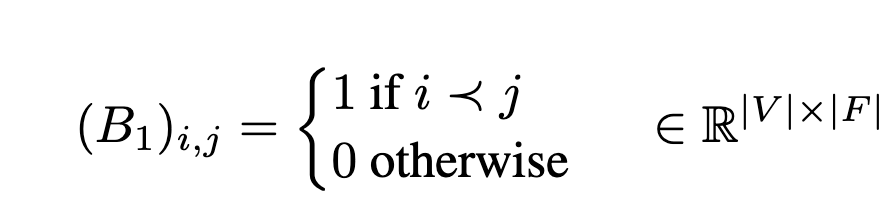 (B₁)ᵢ,ⱼ = { 1 if i ≺ j
0 otherwise ∈ ℝ^{|V|×|F|}